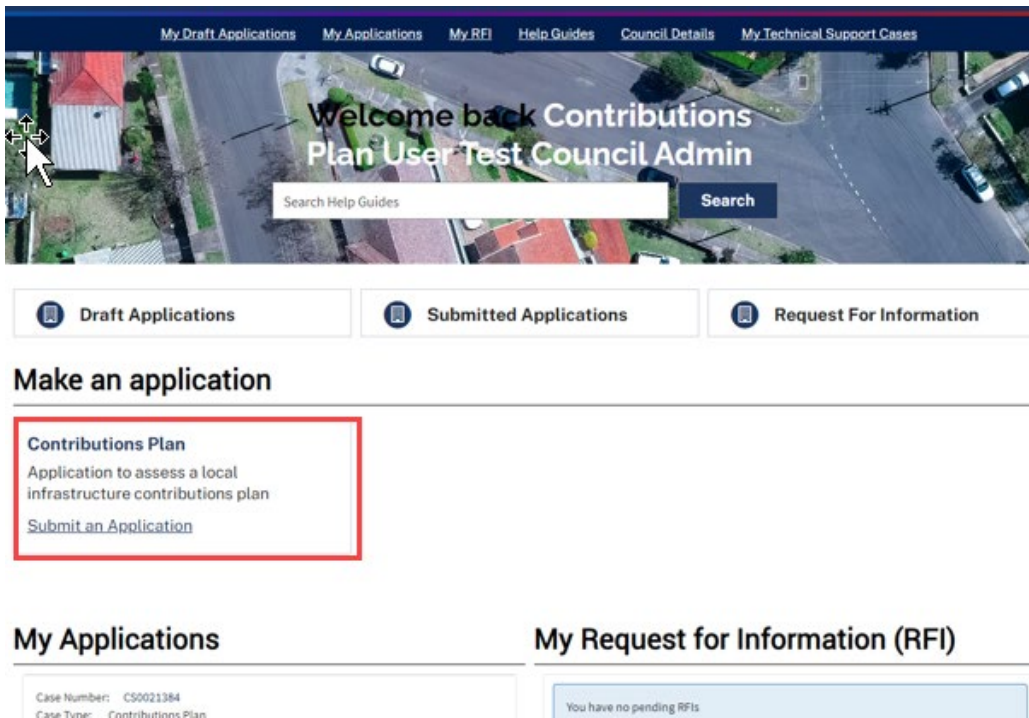 My Draft Applications My Applications My RFI Help Guides Council Details My Technical Support Cases
Welcome back Contributions
Plan User Test Council Admin
Search Help Guides Search
Draft Applications Submitted Applications Request For Information
Make an application
Contributions Plan
Application to assess a local
infrastructure contributions plan
Submit an Application
My Applications My Request for Information (RFI)
Case Number: CS0021384
Case Type: Contributions Plan
You have no pending RFIs